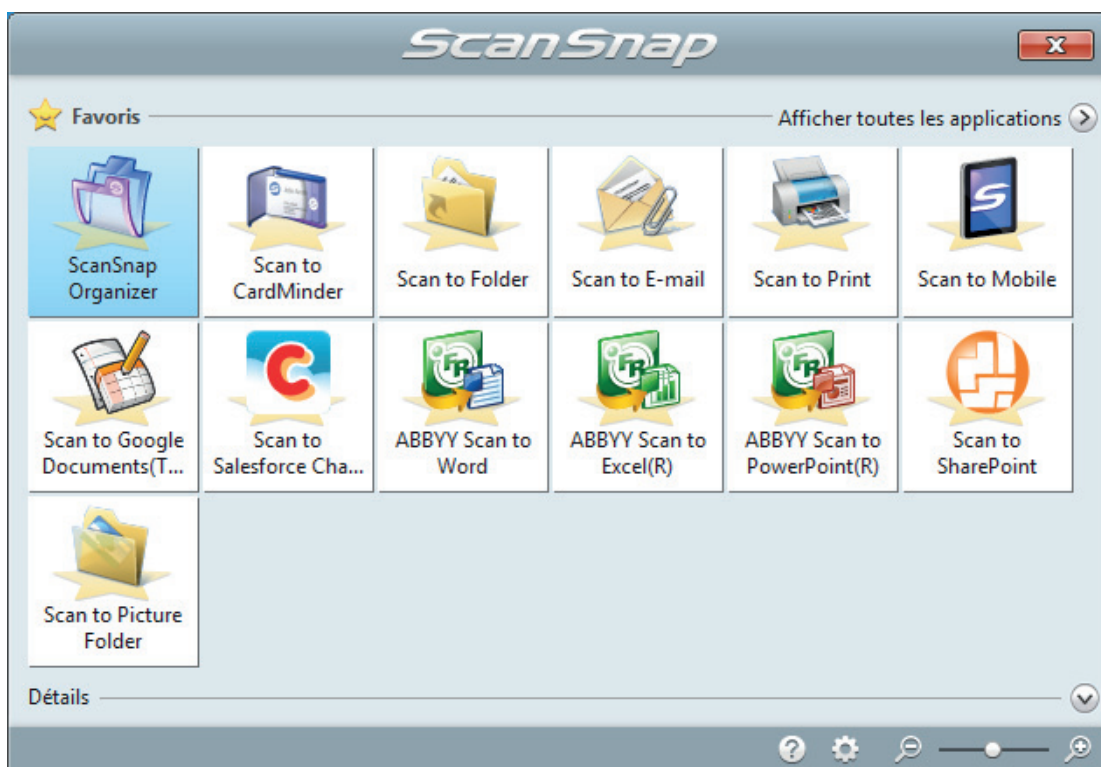 ScanSnap
Favoris
Afficher toutes les applications
ScanSnap
Organizer
Scan to
CardMinder
Scan to Folder
Scan to E-mail
Scan to Print
Scan to Mobile
Scan to Google
Documents(T...
Scan to
Salesforce Cha...
ABBYY Scan to
Word
ABBYY Scan to
Excel(R)
ABBYY Scan to
PowerPoint(R)
Scan to
SharePoint
Scan to Picture
Folder
Détails